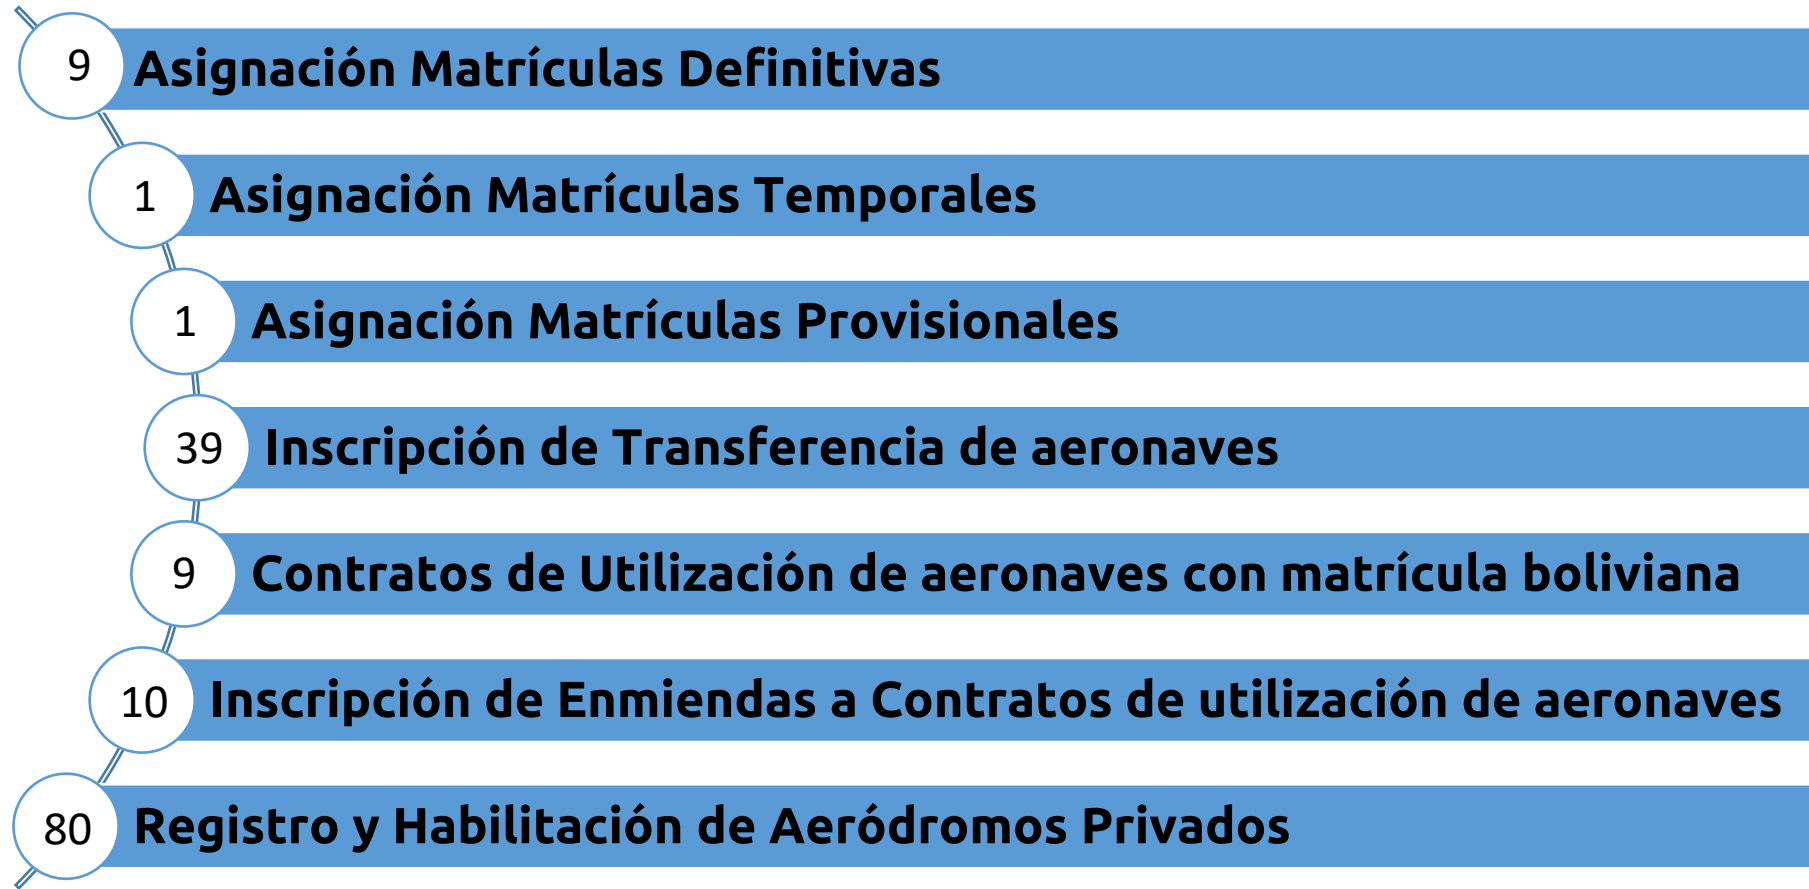 9 Asignación Matrículas Definitivas
1 Asignación Matrículas Temporales
1 Asignación Matrículas Provisionales
39 Inscripción de Transferencia de aeronaves
9 Contratos de Utilización de aeronaves con matrícula boliviana
10 Inscripción de Enmiendas a Contratos de utilización de aeronaves
80 Registro y Habilitación de Aeródromos Privados